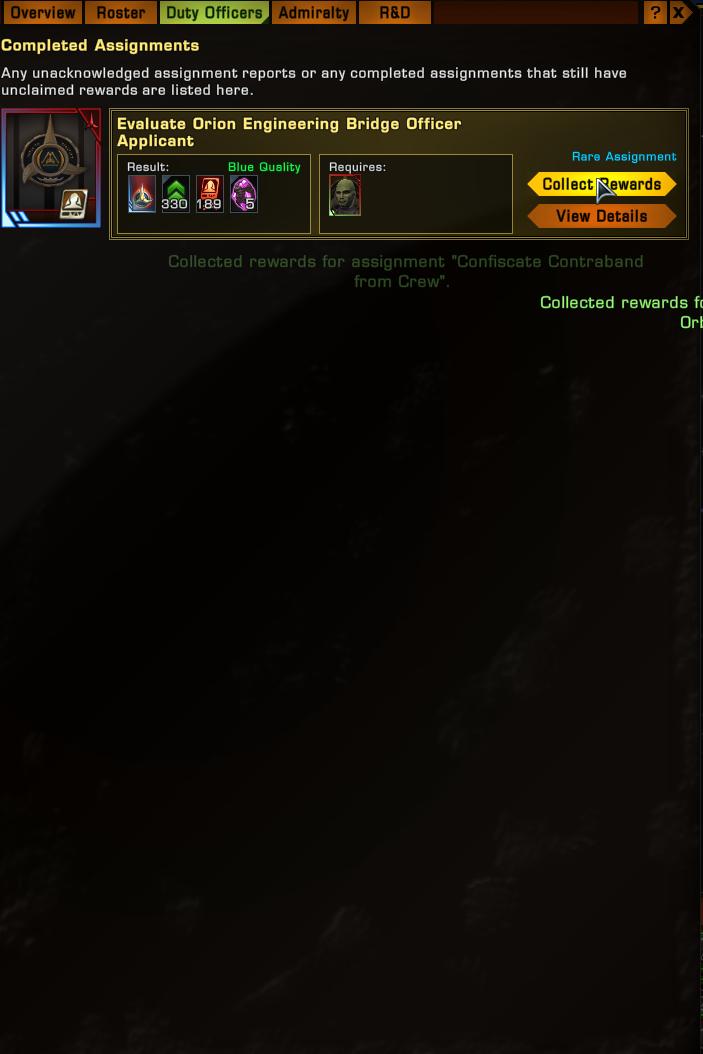 Overview Roster Duty Officers Admiralty R&D ? X
Completed Assignments
Any unacknowledged assignment reports or any completed assignments that still have
unclaimed rewards are listed here.
Evaluate Orion Engineering Bridge Officer
Applicant
Result: Blue Quality
Requires:
Rare Assignment
330 189 5
Collect Rewards
View Details
Collected rewards for assignment "Confiscate Contraband
from Crew".
Collected rewards fo
Orb